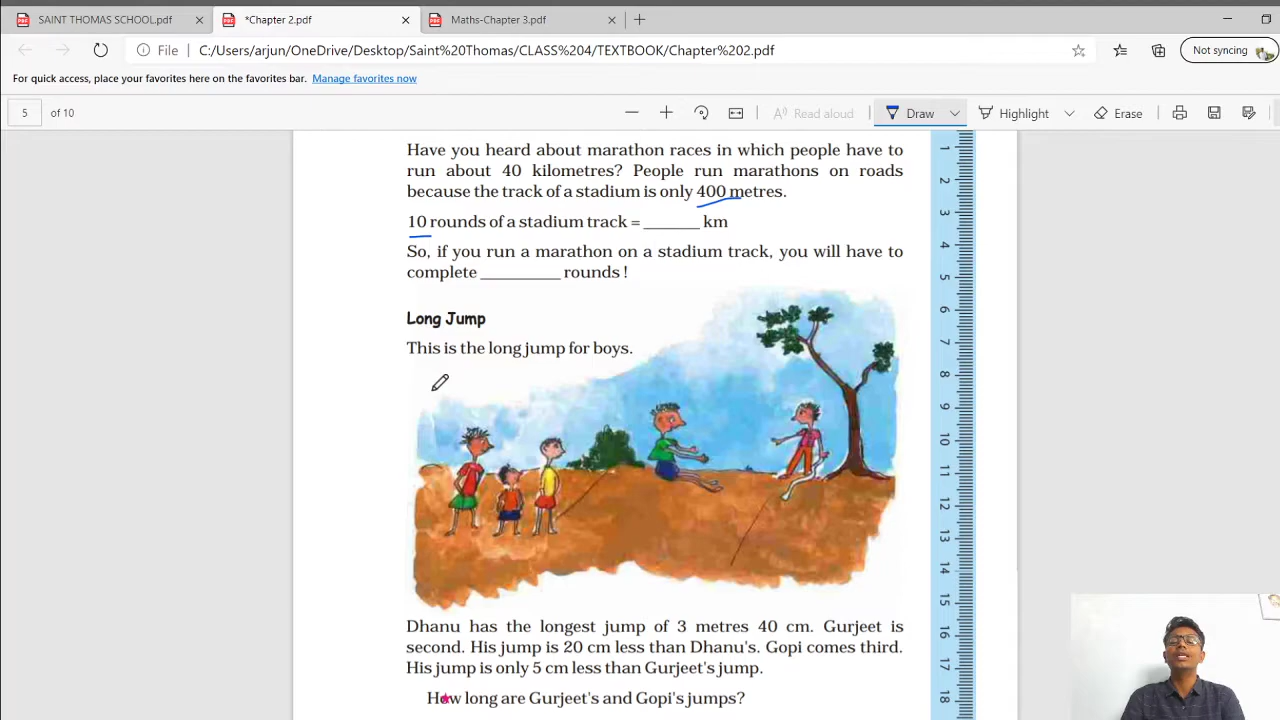 SAINT THOMAS SCHOOL.pdf
*Chapter 2.pdf
Maths-Chapter 3.pdf
File C:/Users/arjun/OneDrive/Desktop/Saint%20Thomas/CLASS%204/TEXTBOOK/Chapter%202.pdf
Not syncing
For quick access, place your favorites here on the favorites bar. Manage favorites now
5 of 10
Read aloud
Draw
Highlight
Erase
Have you heard about marathon races in which people have to
run about 40 kilometres? People run marathons on roads
because the track of a stadium is only 400 metres.
10 rounds of a stadium track = _______ km
So, if you run a marathon on a stadium track, you will have to
complete __________ rounds !
Long Jump
This is the long jump for boys.
Dhanu has the longest jump of 3 metres 40 cm. Gurjeet is
second. His jump is 20 cm less than Dhanu's. Gopi comes third.
His jump is only 5 cm less than Gurjeet's jump.
How long are Gurjeet's and Gopi's jumps?
1
2
3
4
5
6
7
8
9
10
11
12
13
14
15
16
17
18